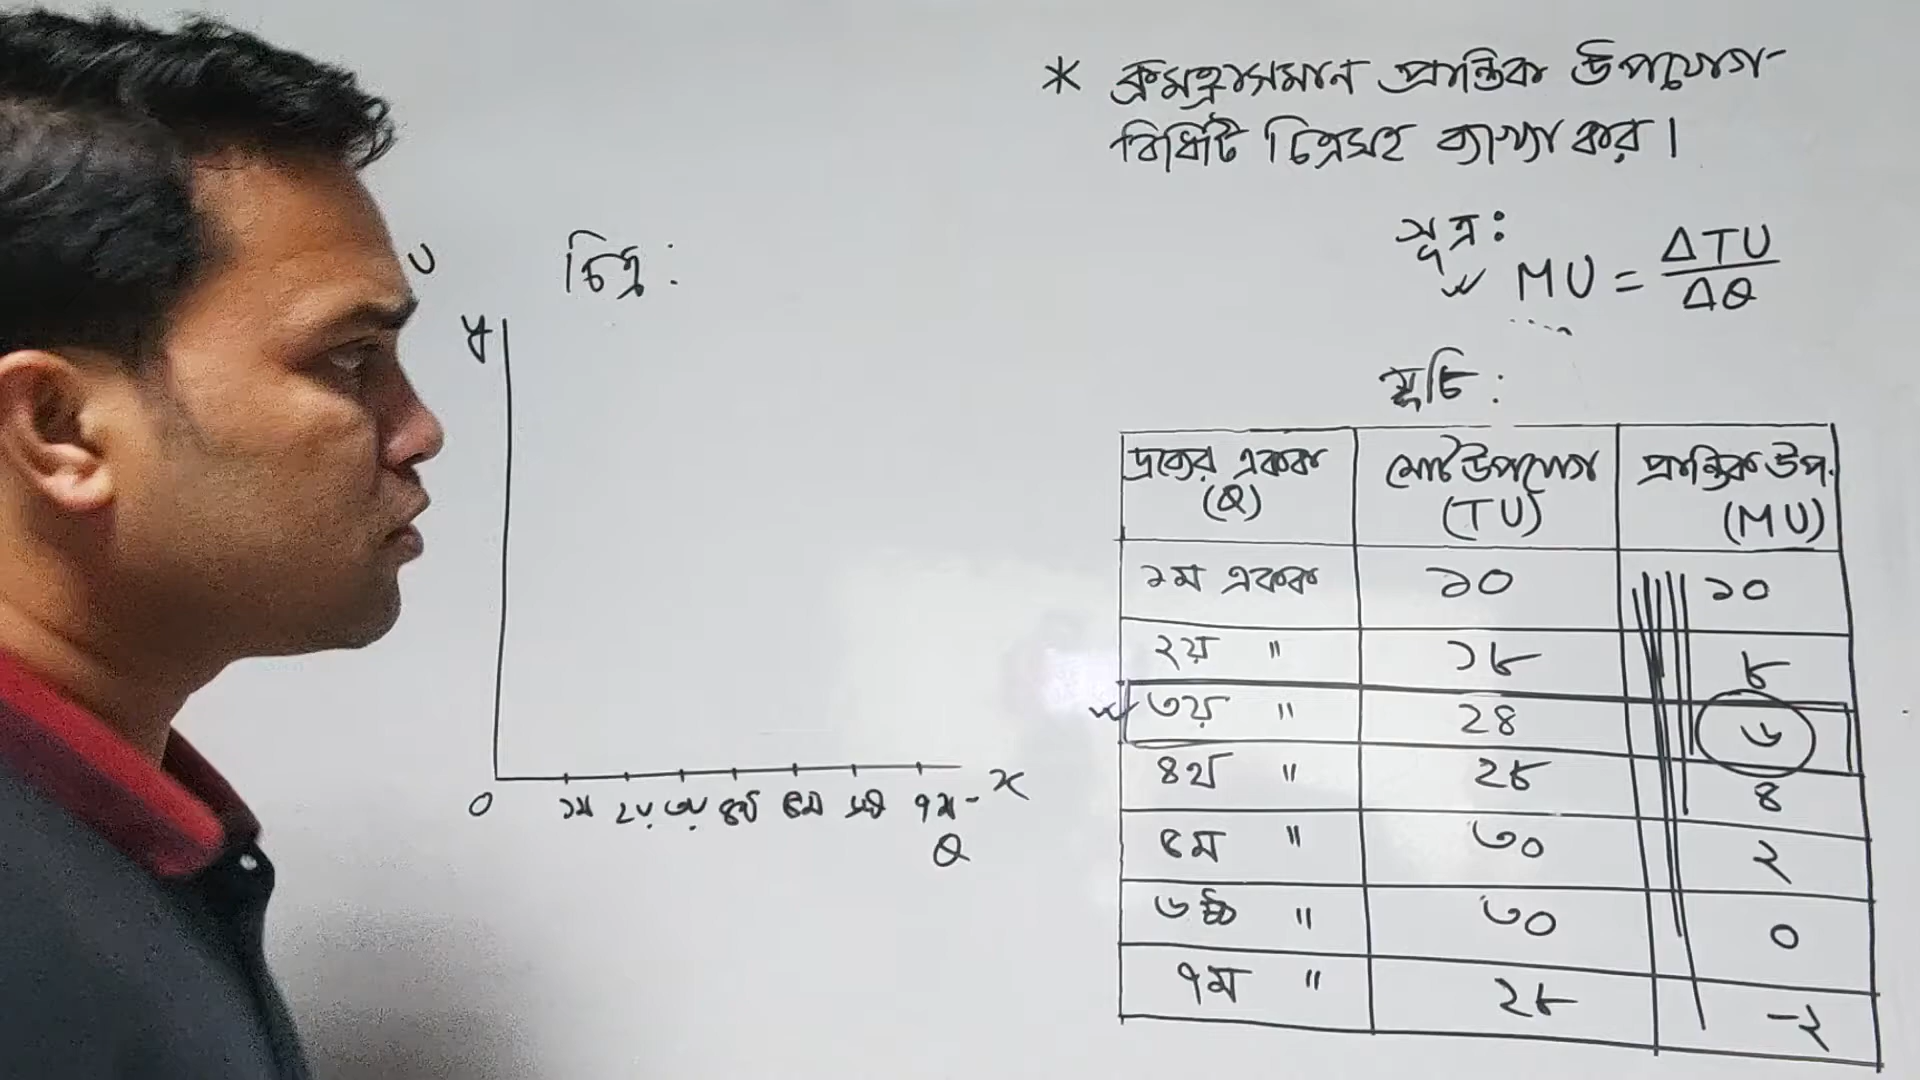 * ক্রমহ্রাসমান প্রান্তিক উপযোগ
বিধিটি চিত্রসহ ব্যাখ্যা কর।
সূত্র:
MU = ΔTU / ΔQ
চিত্র:
U
y
0
১ম ২য় ৩য় ৪র্থ ৫ম ৬ষ্ঠ ৭ম - x
Q
সূচি:
দ্রব্যের একক (Q) মোট উপযোগ (TU) প্রান্তিক উপ. (MU)
১ম একক ১০ ১০
২য় " ১৮ ৮
৩য় " ২৪ ৬
৪র্থ " ২৮ ৪
৫ম " ৩০ ২
৬ষ্ঠ " ৩০ ০
৭ম " ২৮ -২